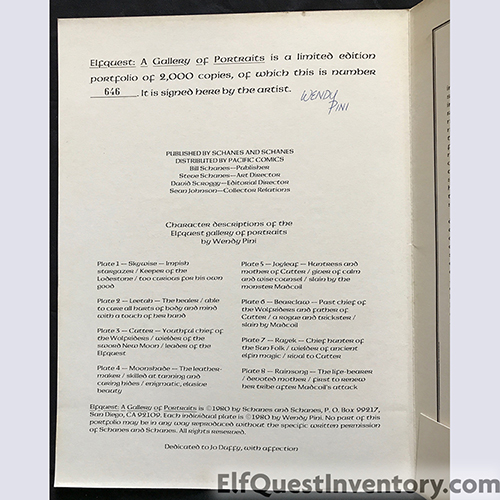 Elfquest: A Gallery of Portraits is a limited edition
portfolio of 2,000 copies, of which this is number
646. It is signed here by the artist.
WENDY
PINI
PUBLISHED BY SCHANES AND SCHANES
DISTRIBUTED BY PACIFIC COMICS
Bill Schanes—Publisher
Steve Schanes—Art Director
David Scroggy—Editorial Director
Sean Johnson—Collector Relations
Character descriptions of the
Elfquest gallery of portraits
by Wendy Pini
Plate 1 — Skywise — Impish
stargazer / Keeper of the
Lodestone / too curious for his own
good
Plate 2 — Leetah — The healer / able
to cure all hurts of body and mind
with a touch of her hand
Plate 3 — Cutter — Youthful chief of
the Wolfriders / wielder of the
sword New Moon / leader of the
Elfquest
Plate 4 — Moonshade — The leather-
maker / skilled at tanning and
curing hides / enigmatic, elusive
beauty
Plate 5 — Joyleaf — Huntress and
mother of Cutter / giver of calm
and wise counsel / slain by the
monster Madcoil
Plate 6 — Bearclaw — Past chief of
the Wolfriders and father of
Cutter / a rogue and trickster /
slain by Madcoil
Plate 7 — Rayek — Chief hunter
of the Sun Folk / wielder of ancient
elfin magic / rival to Cutter
Plate 8 — Rainsong — The life-bearer
/ devoted mother / first to renew
her tribe after Madcoil's attack
Elfquest: A Gallery of Portraits is ©1980 by Schanes and Schanes, P. O. Box 99217,
San Diego, CA 92109. Each individual plate is ©1980 by Wendy Pini. No part of this
portfolio may be in any way reproduced without the specific written permission
of Schanes and Schanes. All rights reserved.
Dedicated to Jo Duffy, with affection
ElfQuestInventory.com